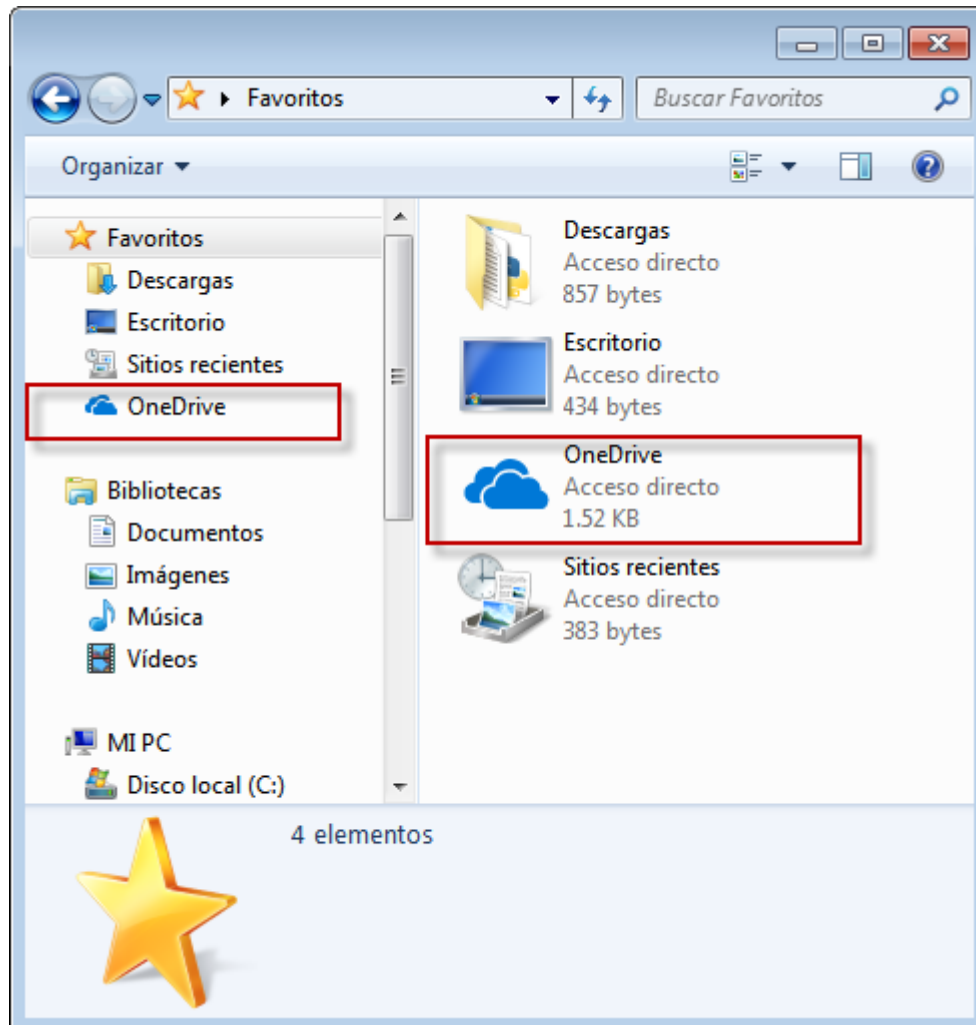 Favoritos
Buscar Favoritos
Organizar
Favoritos
Descargas
Escritorio
Sitios recientes
OneDrive
Bibliotecas
Documentos
Imágenes
Música
Vídeos
MI PC
Disco local (C:)
Descargas
Acceso directo
857 bytes
Escritorio
Acceso directo
434 bytes
OneDrive
Acceso directo
1.52 KB
Sitios recientes
Acceso directo
383 bytes
4 elementos